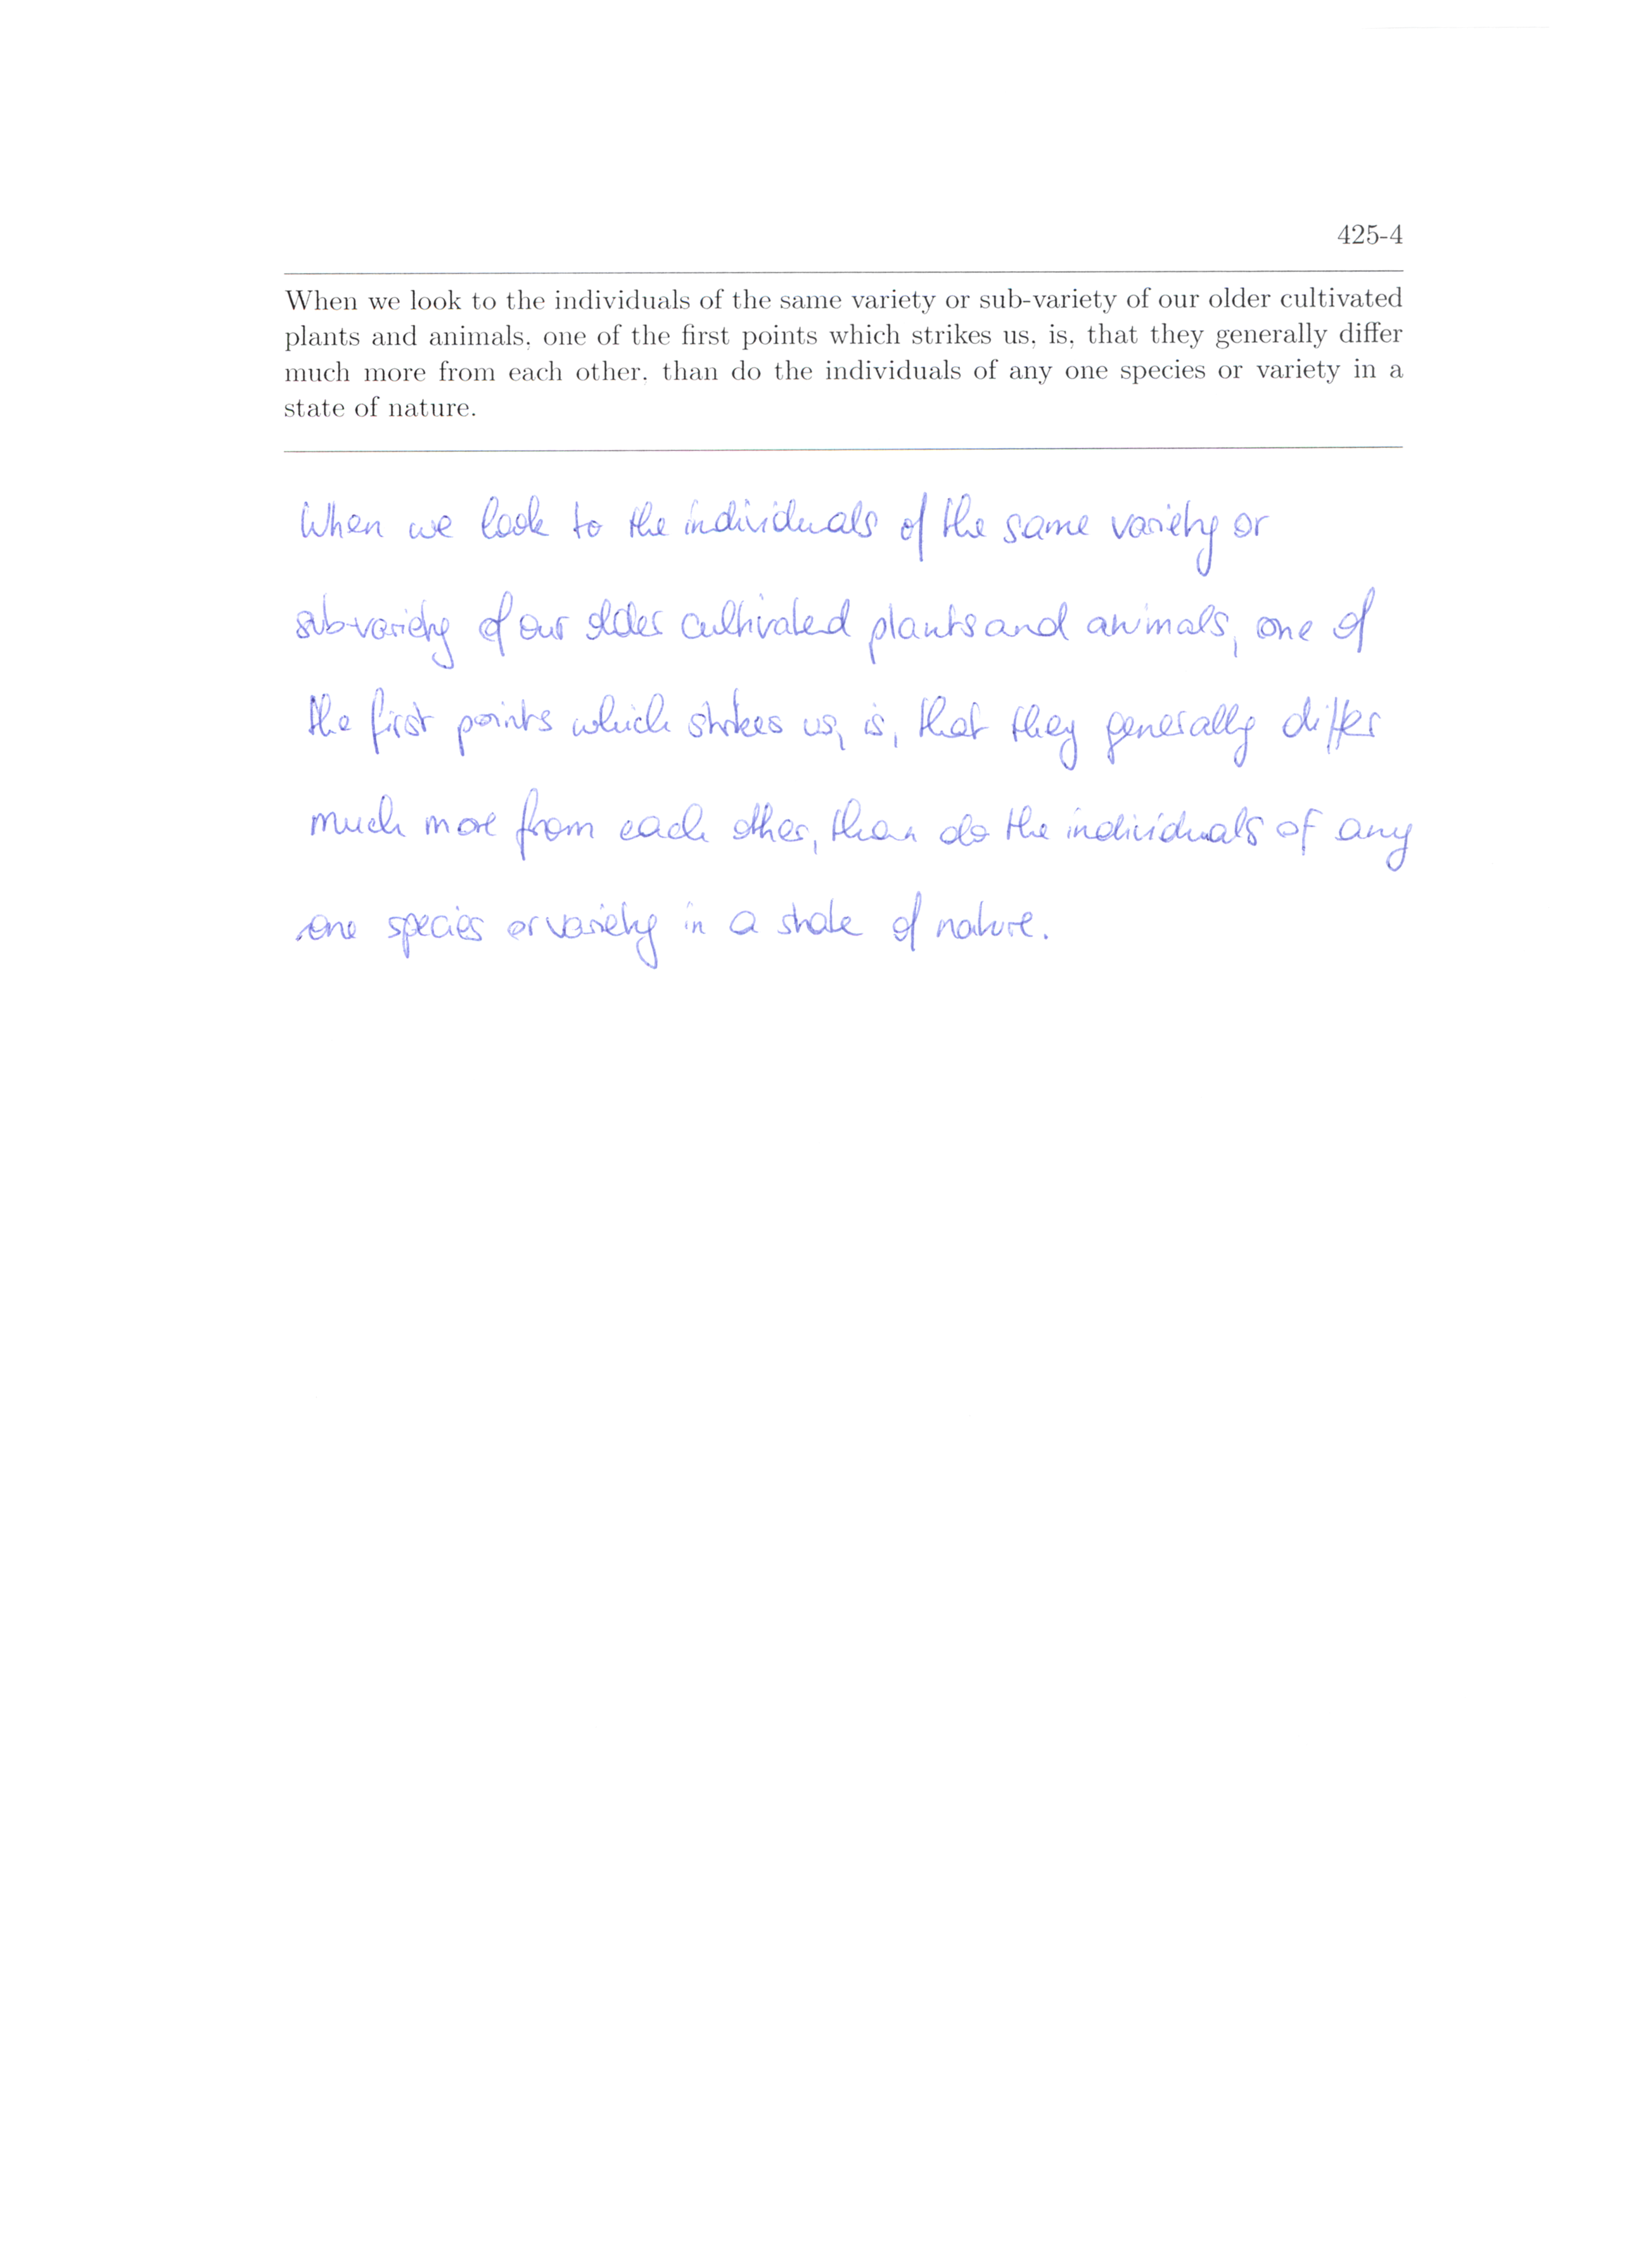 425-4
When we look to the individuals of the same variety or sub-variety of our older cultivated
plants and animals, one of the first points which strikes us, is, that they generally differ
much more from each other, than do the individuals of any one species or variety in a
state of nature.
When we look to the individuals of the same variety or
sub-variety of our older cultivated plants and animals, one of
the first points which strikes us, is, that they generally differ
much more from each other, than do the individuals of any
one species or variety in a state of nature.